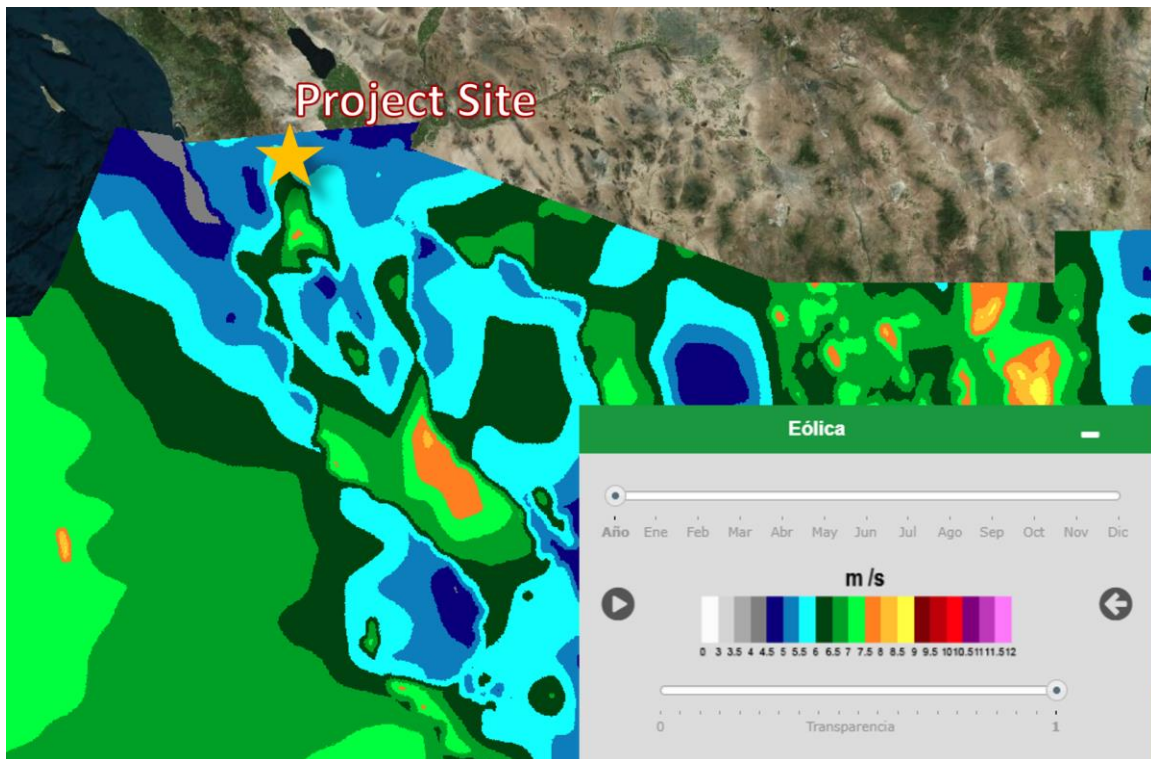 Project Site
Eólica
Año Ene Feb Mar Abr May Jun Jul Ago Sep Oct Nov Dic
m /s
0 3 3.5 4 4.5 5 5.5 6 6.5 7 7.5 8 8.5 9 9.5 10 10.5 11 11.5 12
0 Transparencia 1